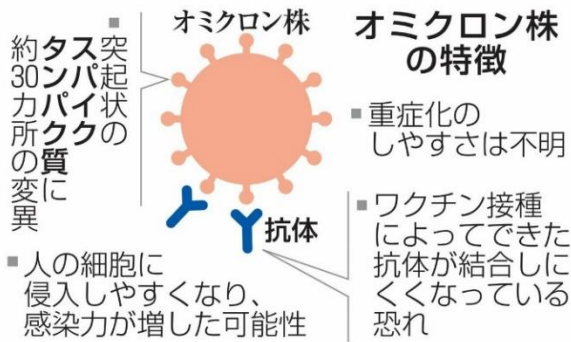 オミクロン株
の特徴
オミクロン株
■突起状の
スパイク
タンパク質に
約30カ所の変異
■重症化の
しやすさは不明
抗体
■ワクチン接種
によってできた
抗体が結合しに
くくなっている
恐れ
■人の細胞に
侵入しやすくなり、
感染力が増した可能性